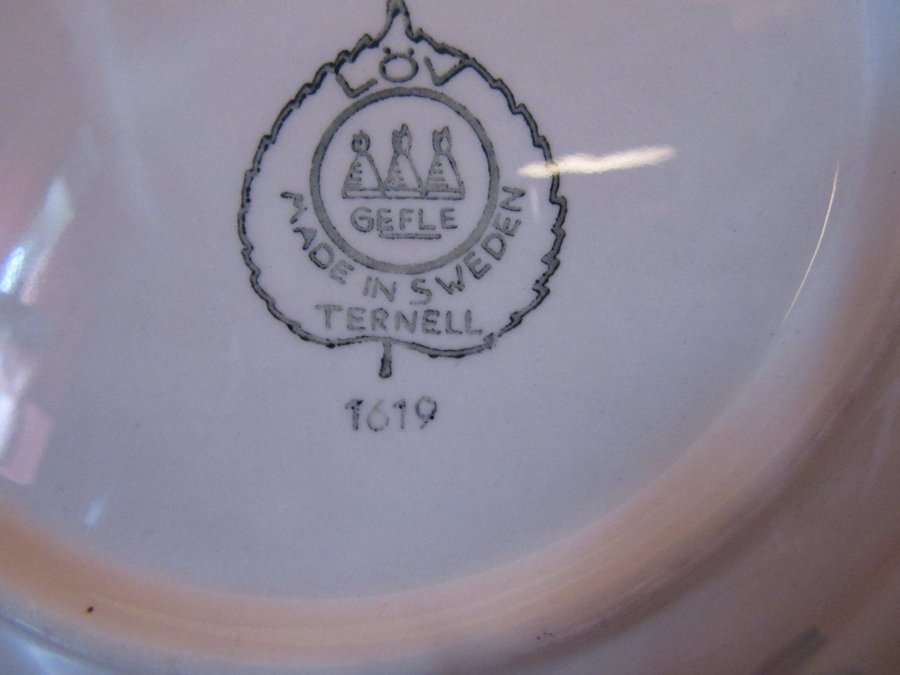 LÖV
GEFLE
MADE IN SWEDEN
TERNELL
1619